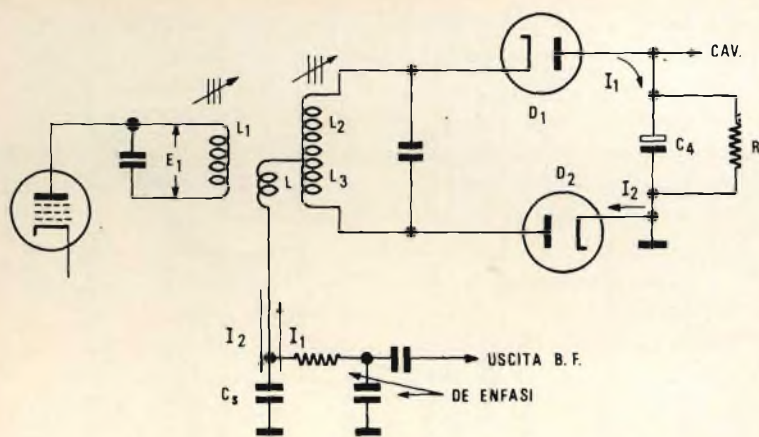 CAV.
I1
D1
L1
L2
E1
C4
R
L
L3
D2
I2
I2
I1
USCITA B. F.
Cs
DE ENFASI